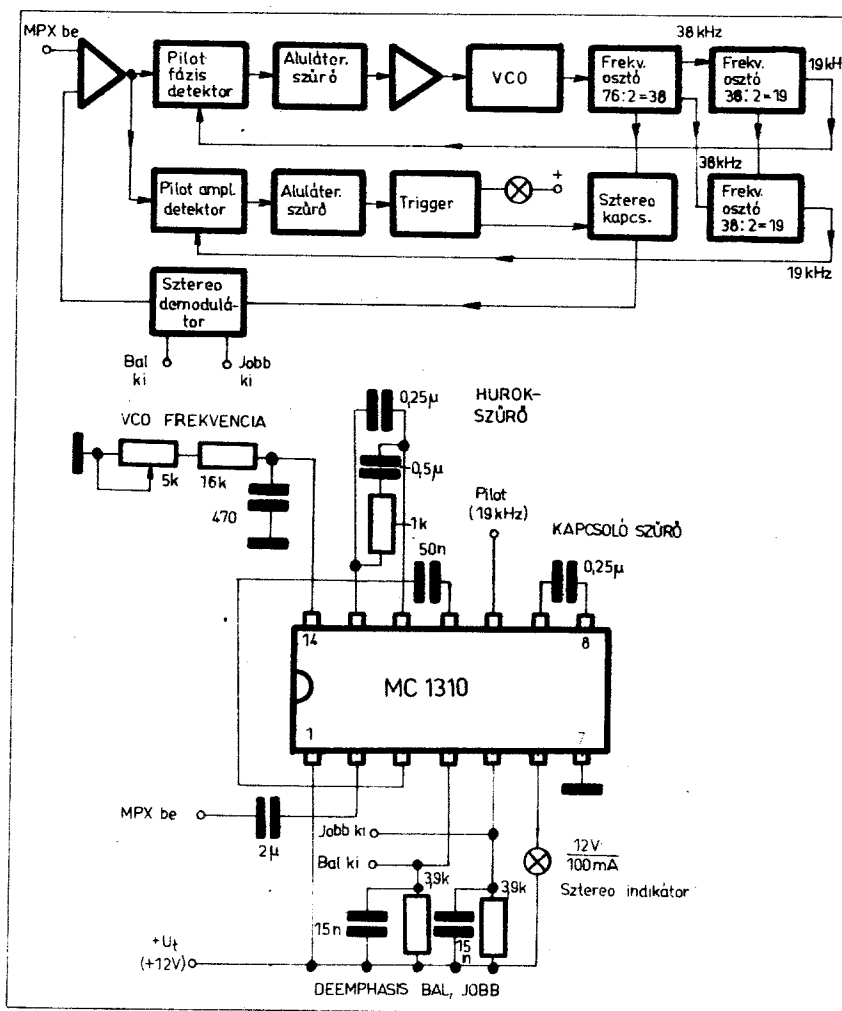 MPX be
Pilot
fázis
detektor
Aluláter.
szűrő
VCO
Frekv.
osztó
76:2=38
38 kHz
Frekv.
osztó
38:2=19
19kH
Pilot ampl.
detektor
Aluláter.
szűrő
Trigger
+
Sztereo
kapcs.
38kHz
Frekv.
osztó
38:2=19
19 kHz
Sztereo
demodulá-
tor
Bal
ki
Jobb
ki
VCO FREKVENCIA
5k
16k
470
0,25µ
HUROK-
SZŰRŐ
0,5µ
1k
50n
Pilot
(19 kHz)
KAPCSOLÓ SZŰRŐ
0,25µ
14
8
MC 1310
1
7
MPX be
2µ
Jobb ki
Bal ki
3,9k
3,9k
12V
100mA
Sztereo indikátor
15n
15
n
+Ut
(+12V)
DEEMPHASIS BAL, JOBB